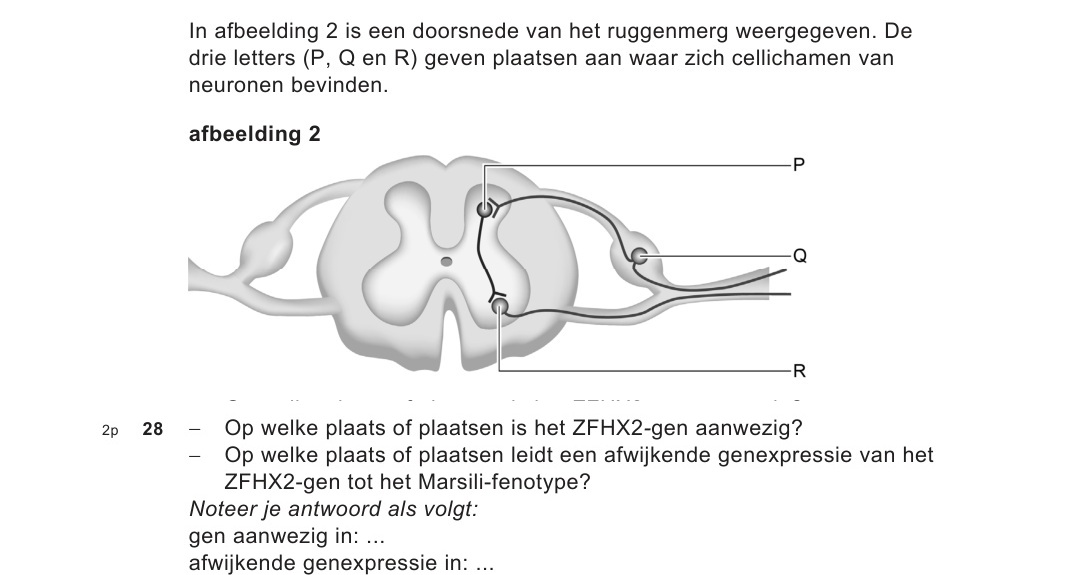 In afbeelding 2 is een doorsnede van het ruggenmerg weergegeven. De
drie letters (P, Q en R) geven plaatsen aan waar zich cellichamen van
neuronen bevinden.
afbeelding 2
P
Q
R
2p 28 – Op welke plaats of plaatsen is het ZFHX2-gen aanwezig?
– Op welke plaats of plaatsen leidt een afwijkende genexpressie van het
ZFHX2-gen tot het Marsili-fenotype?
Noteer je antwoord als volgt:
gen aanwezig in: ...
afwijkende genexpressie in: ...